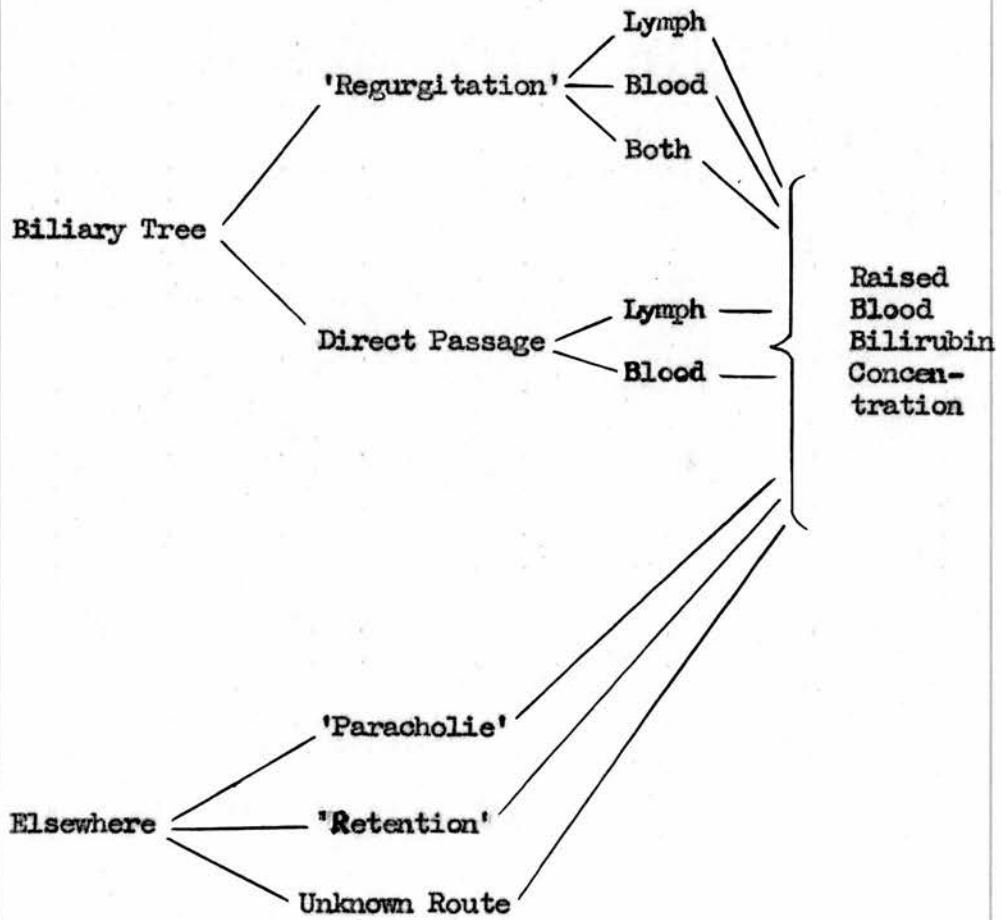 Lymph
'Regurgitation'
Blood
Both
Biliary Tree
Raised
Blood
Bilirubin
Concen-
tration
Lymph
Direct Passage
Blood
'Paracholie'
Elsewhere
'Retention'
Unknown Route